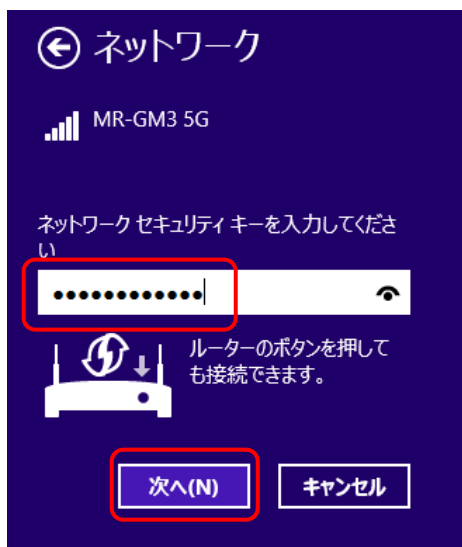 ネットワーク
MR-GM3 5G
ネットワーク セキュリティ キーを入力してくださ
い
●●●●●●●●●●●●
ルーターのボタンを押して
も接続できます。
次へ(N)
キャンセル